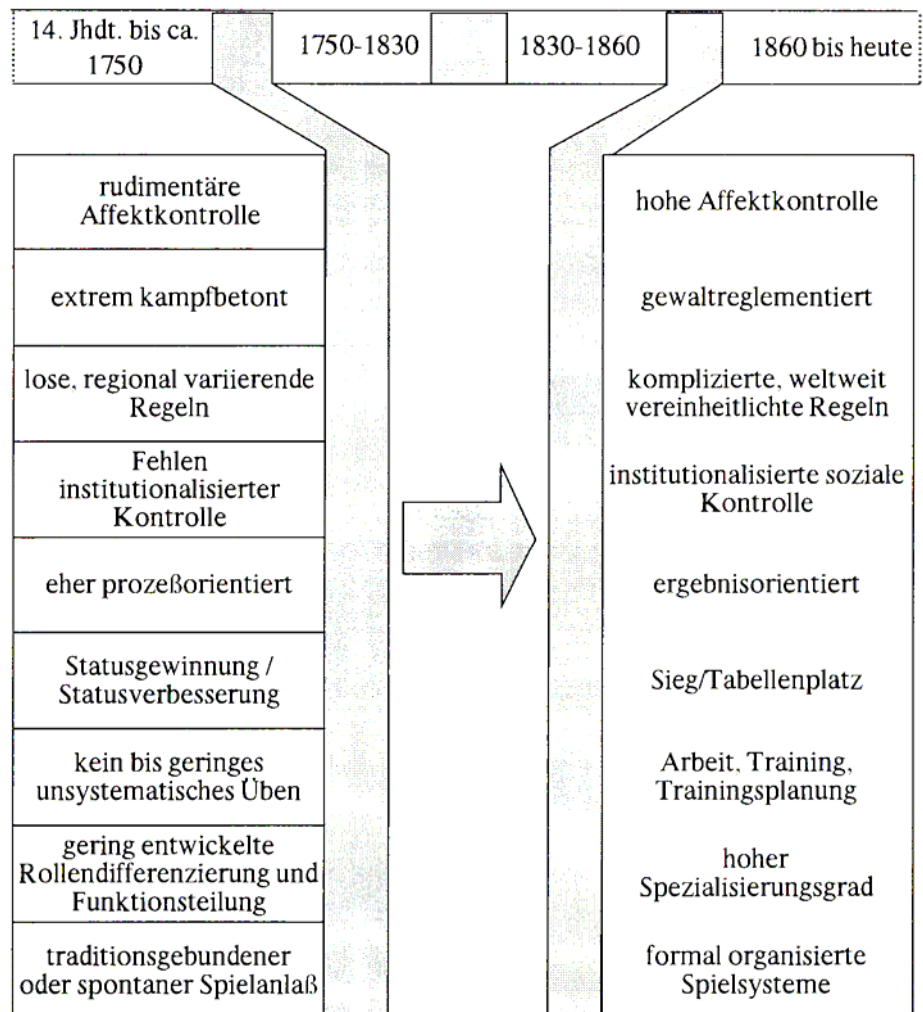 14. Jhdt. bis ca.
1750
1750-1830
1830-1860
1860 bis heute
rudimentäre
Affektkontrolle
hohe Affektkontrolle
extrem kampfbetont
gewaltreglementiert
lose, regional variierende
Regeln
komplizierte, weltweit
vereinheitlichte Regeln
Fehlen
institutionalisierter
Kontrolle
institutionalisierte soziale
Kontrolle
eher prozeßorientiert
ergebnisorientiert
Statusgewinnung /
Statusverbesserung
Sieg/Tabellenplatz
kein bis geringes
unsystematisches Üben
Arbeit, Training,
Trainingsplanung
gering entwickelte
Rollendifferenzierung und
Funktionsteilung
hoher
Spezialisierungsgrad
traditionsgebundener
oder spontaner Spielanlaß
formal organisierte
Spielsysteme